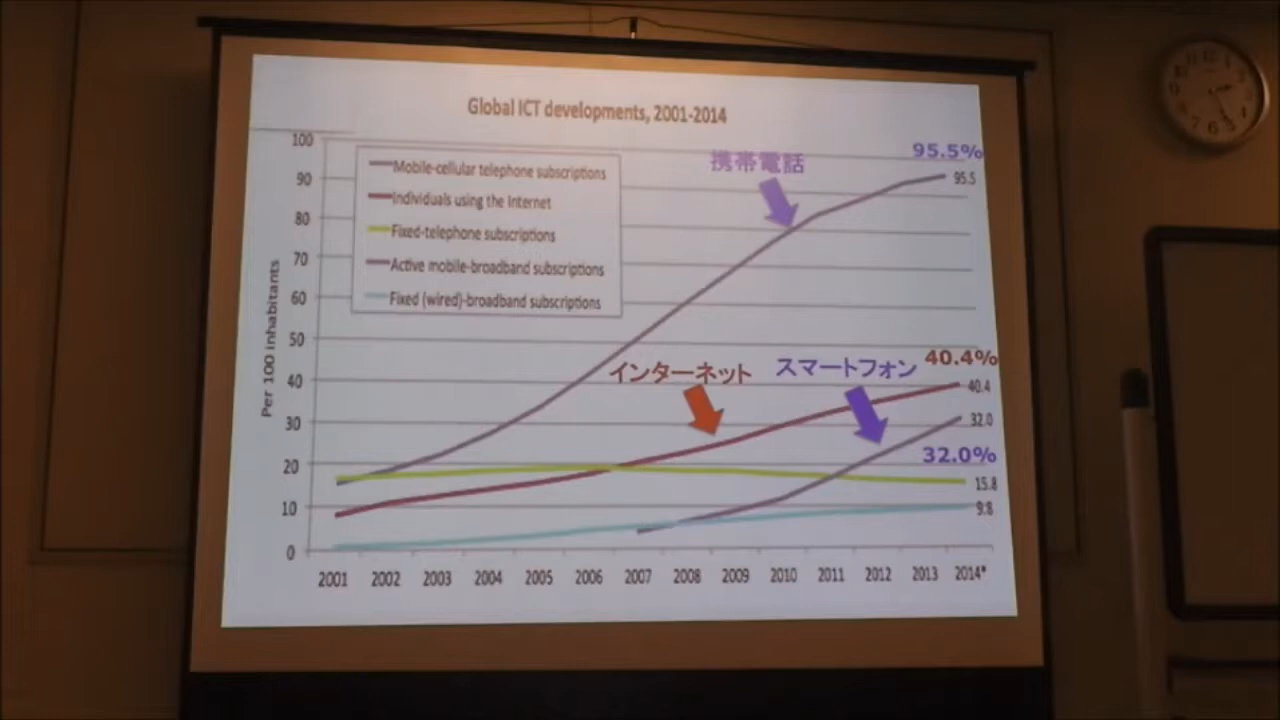 Global ICT developments, 2001-2014
Per 100 inhabitants
100
90
80
70
60
50
40
30
20
10
0
Mobile-cellular telephone subscriptions
Individuals using the Internet
Fixed-telephone subscriptions
Active mobile-broadband subscriptions
Fixed (wired)-broadband subscriptions
携帯電話
95.5%
95.5
インターネット
スマートフォン
40.4%
40.4
32.0
32.0%
15.8
9.8
2001 2002 2003 2004 2005 2006 2007 2008 2009 2010 2011 2012 2013 2014*